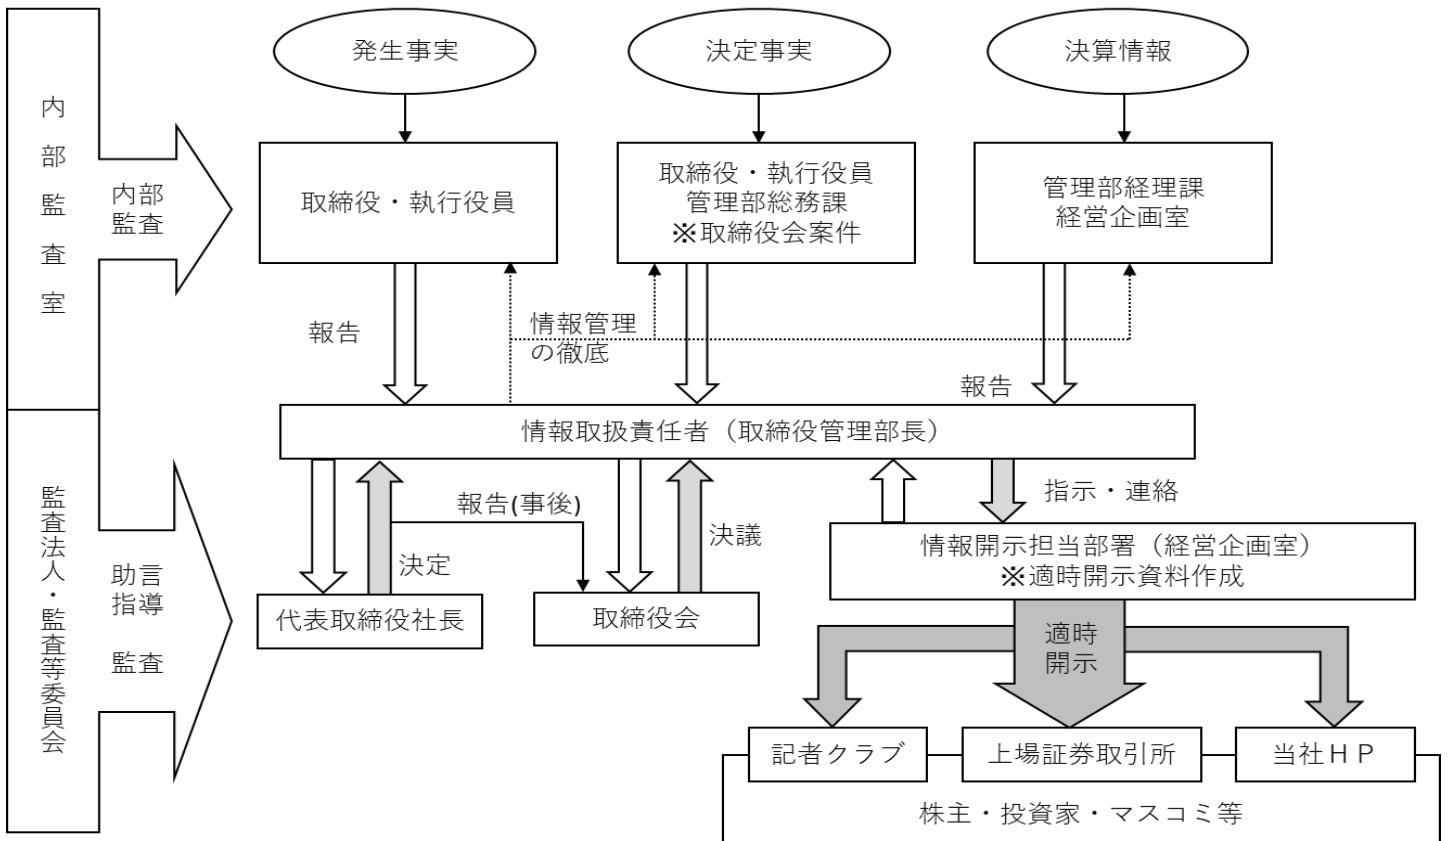 発生事実
決定事実
決算情報
内部監査室
内部
監査
取締役・執行役員
取締役・執行役員
管理部総務課
※取締役会案件
管理部経理課
経営企画室
報告
情報管理
の徹底
報告
情報取扱責任者（取締役管理部長）
監査法人・監査等委員会
助言
指導
監査
報告(事後)
決定
決議
指示・連絡
代表取締役社長
取締役会
情報開示担当部署（経営企画室）
※適時開示資料作成
適時
開示
記者クラブ
上場証券取引所
当社ＨＰ
株主・投資家・マスコミ等